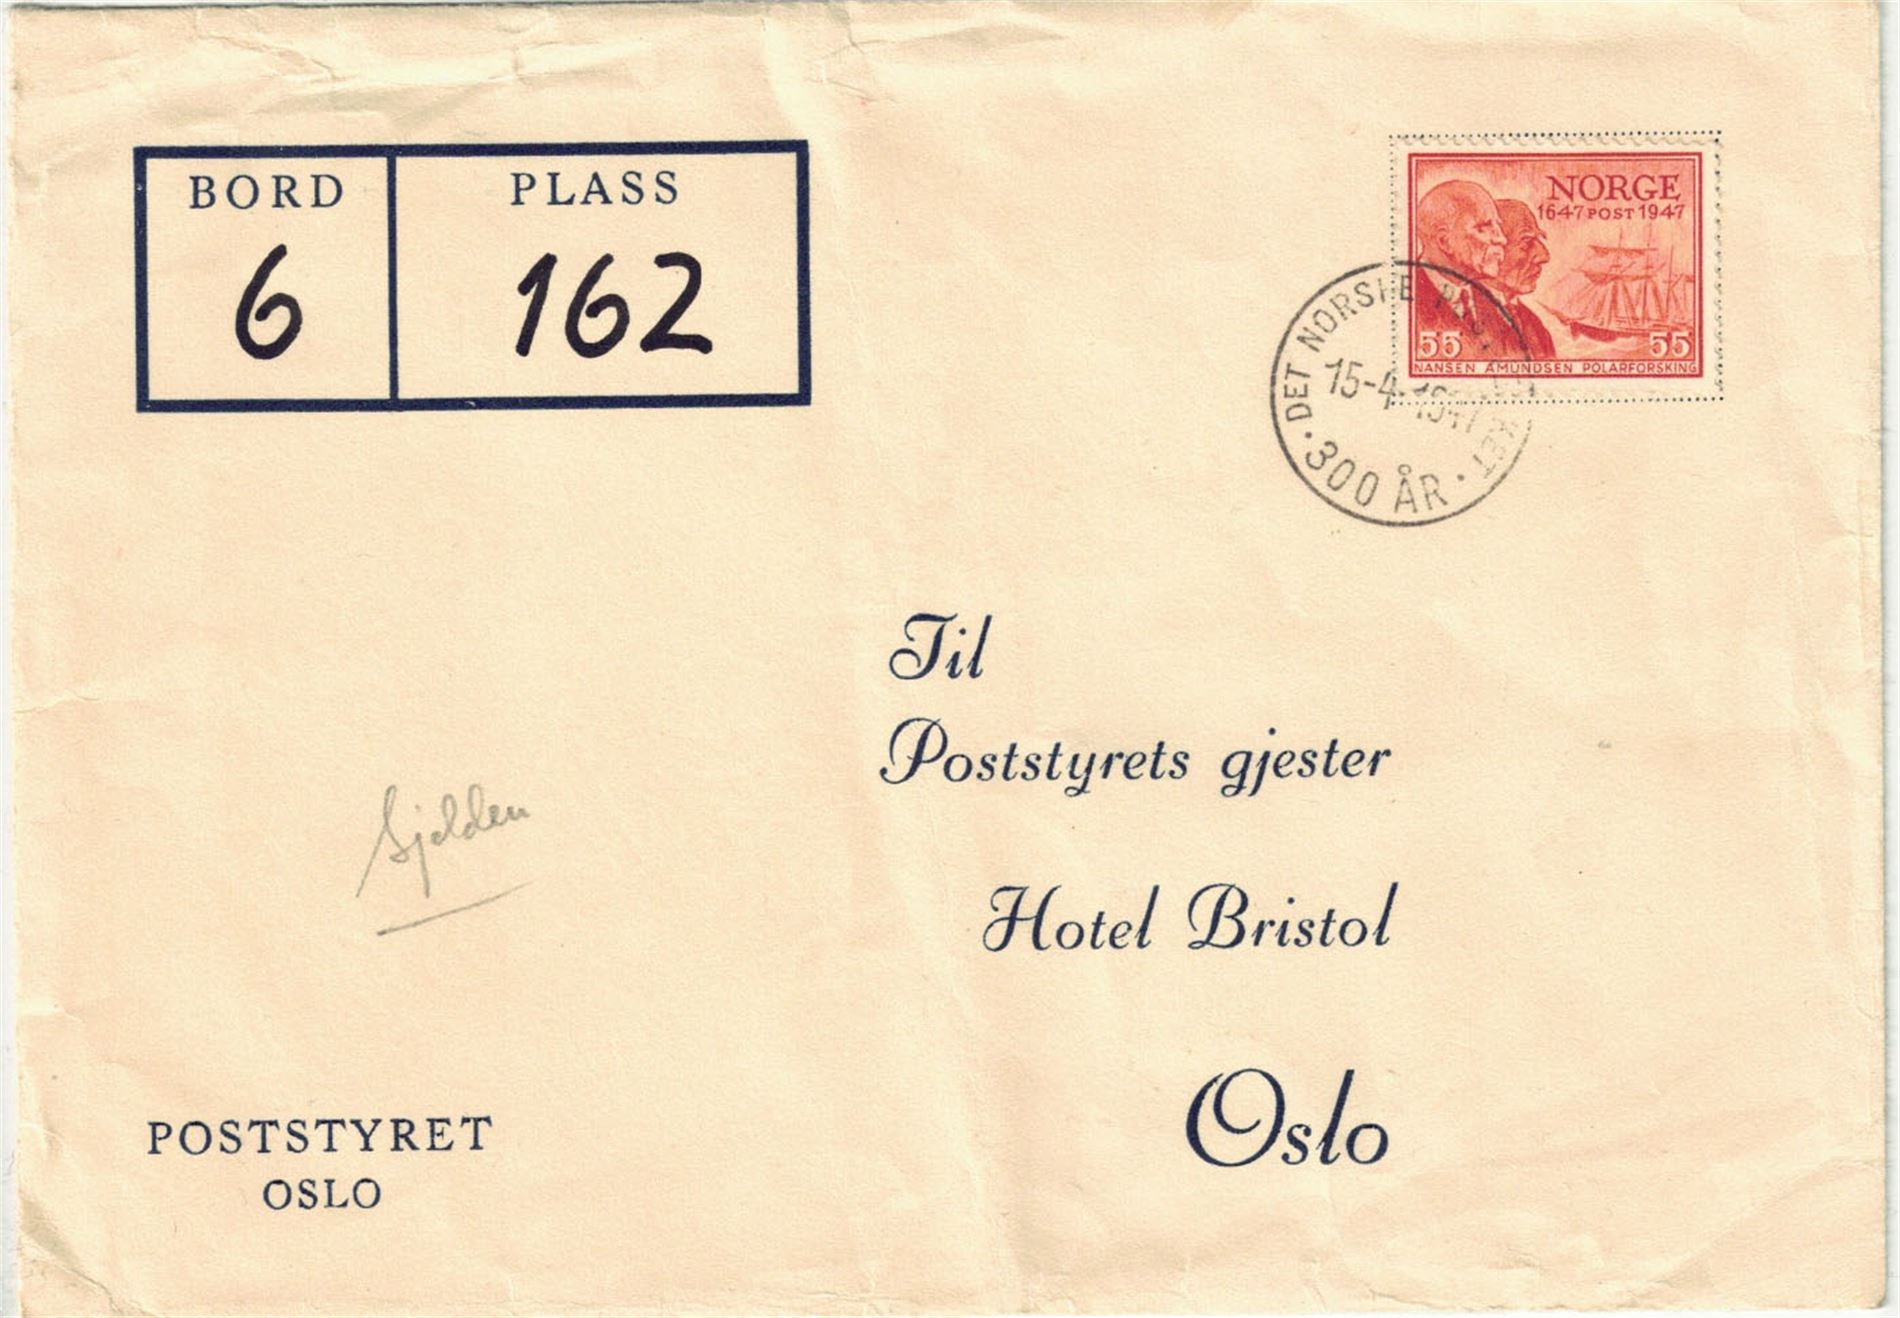 BORD
PLASS
6
162
NORGE
1647 POST 1947
55
55
NANSEN AMUNDSEN POLARFORSKING
DET NORSKE
15-4-1947
300 ÅR
Til
Poststyrets gjester
Hotel Bristol
Oslo
Sjelden
POSTSTYRET
OSLO